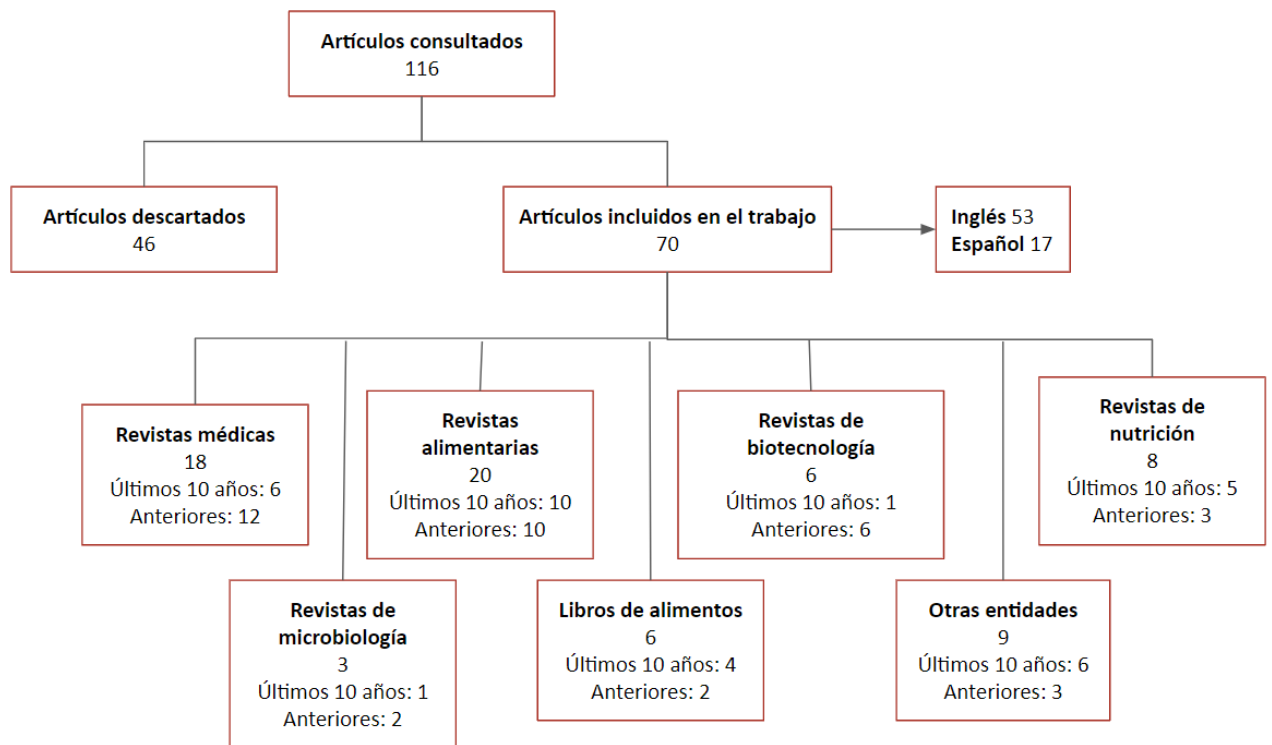 Artículos consultados
116
Artículos descartados
46
Artículos incluidos en el trabajo
70
Inglés 53
Español 17
Revistas médicas
18
Últimos 10 años: 6
Anteriores: 12
Revistas
alimentarias
20
Últimos 10 años: 10
Anteriores: 10
Revistas de
biotecnología
6
Últimos 10 años: 1
Anteriores: 6
Revistas de
nutrición
8
Últimos 10 años: 5
Anteriores: 3
Revistas de
microbiología
3
Últimos 10 años: 1
Anteriores: 2
Libros de alimentos
6
Últimos 10 años: 4
Anteriores: 2
Otras entidades
9
Últimos 10 años: 6
Anteriores: 3